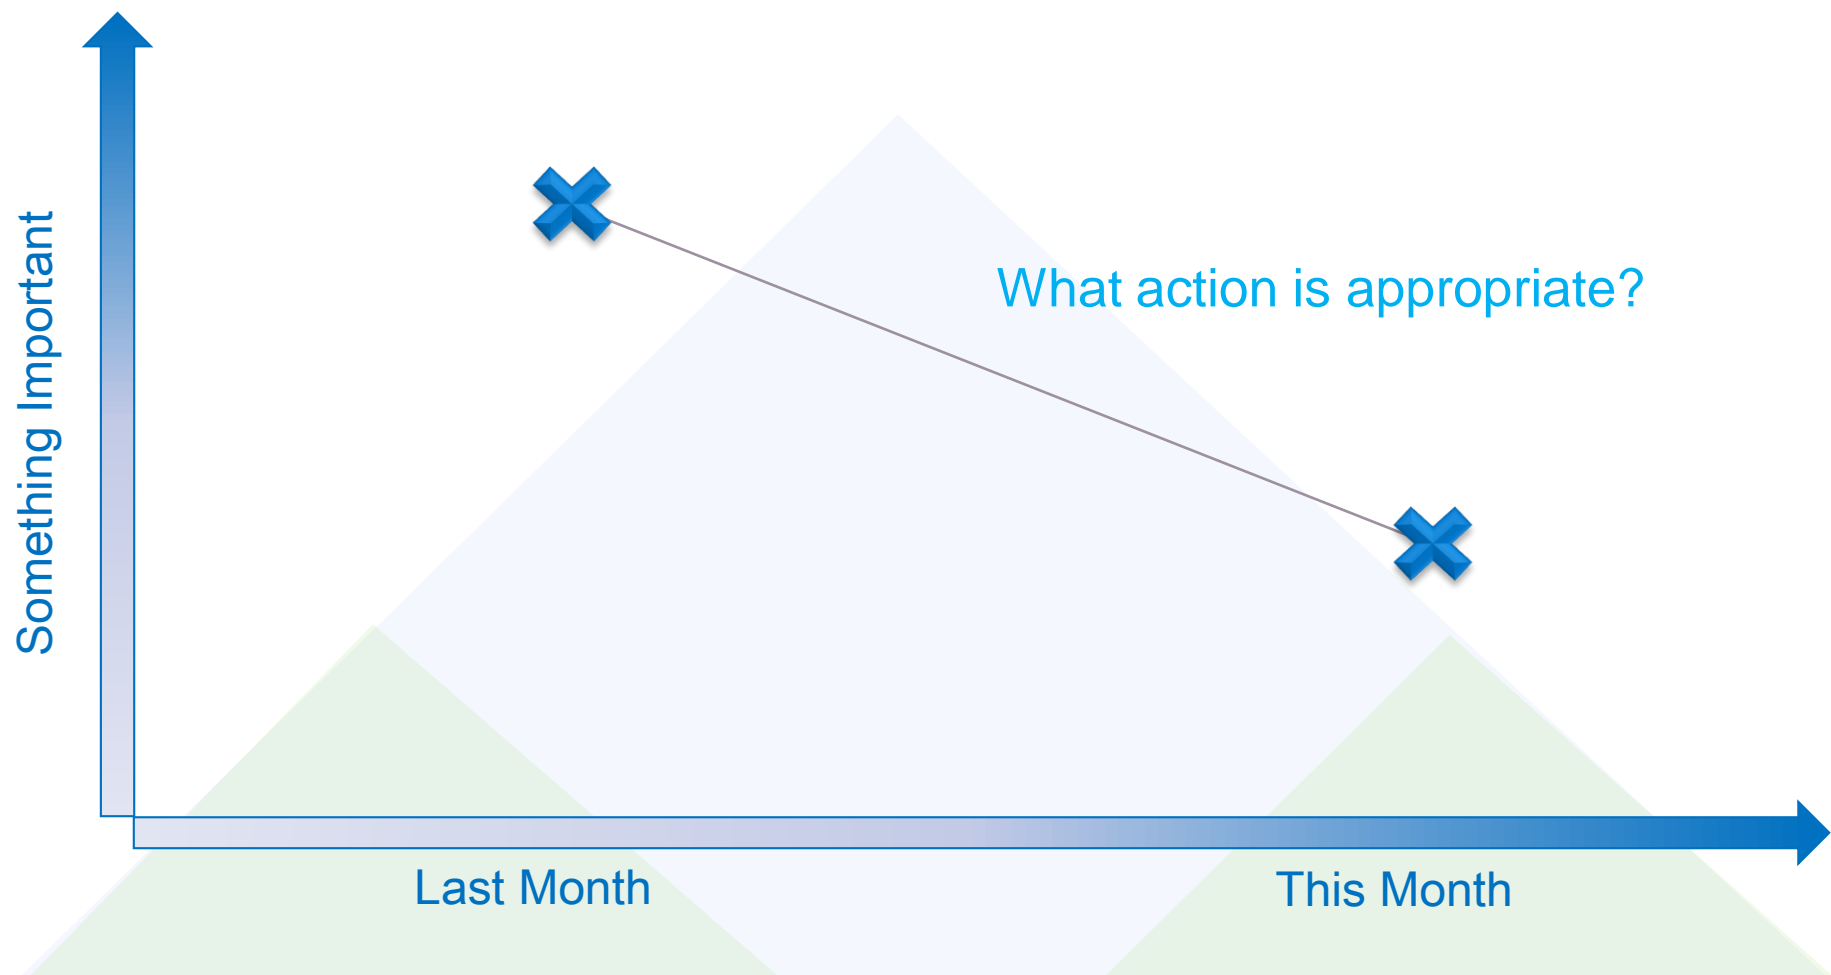 Something Important
What action is appropriate?
Last Month
This Month